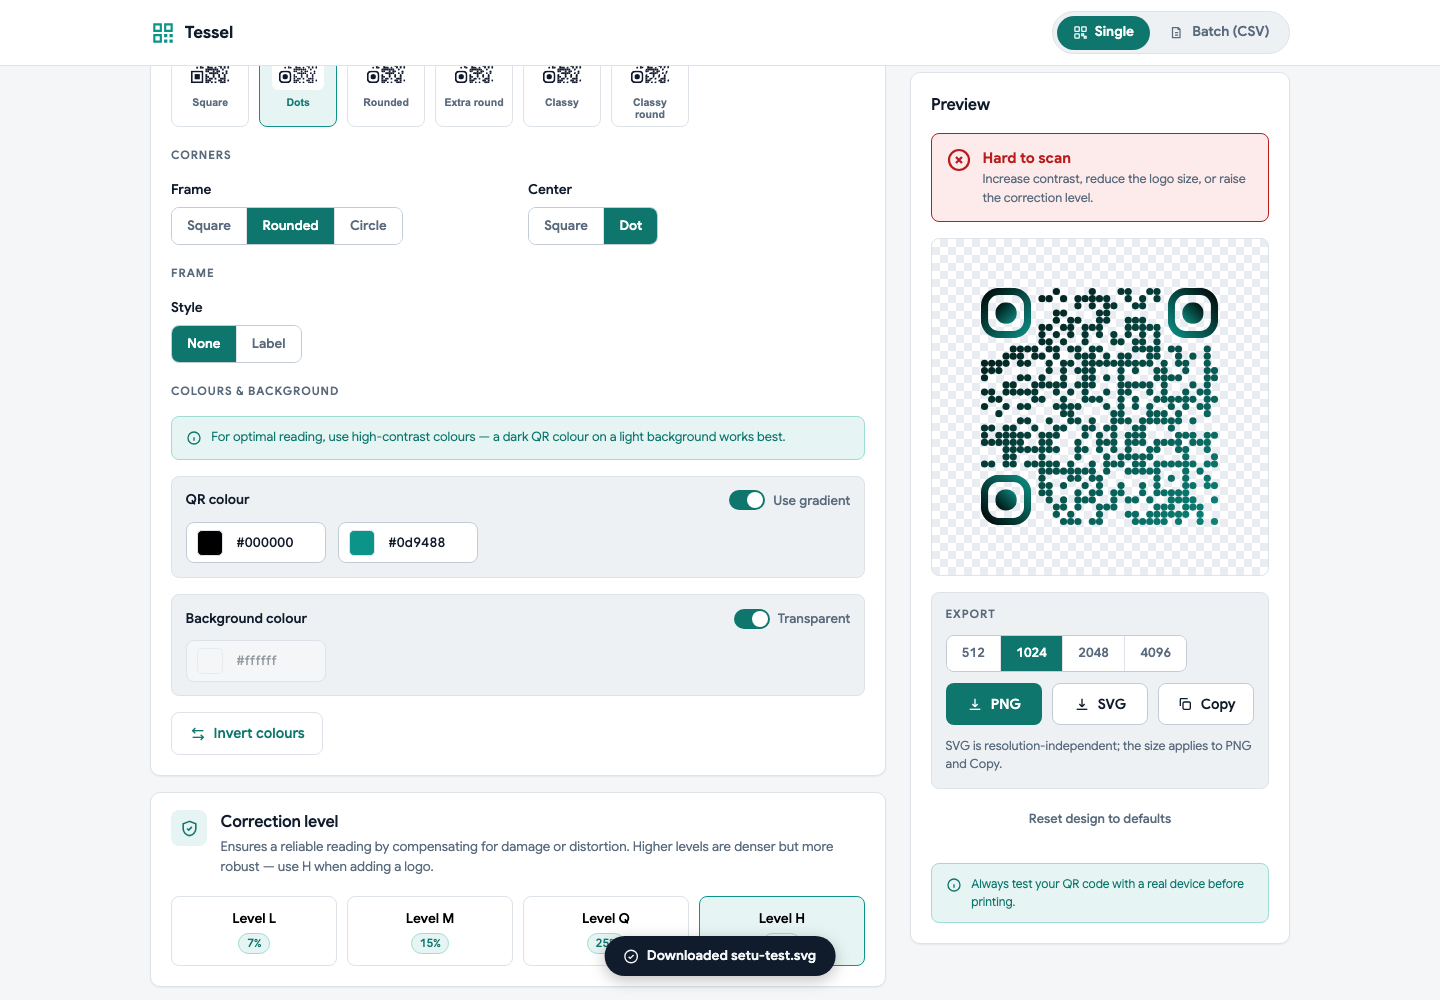 Tessel
Single
Batch (CSV)
Square
Dots
Rounded
Extra round
Classy
Classy
round
CORNERS
Frame
Center
Square
Rounded
Circle
Square
Dot
FRAME
Style
None
Label
COLOURS & BACKGROUND
For optimal reading, use high-contrast colours — a dark QR colour on a light background works best.
QR colour
Use gradient
#000000
#0d9488
Background colour
Transparent
#ffffff
Invert colours
Correction level
Ensures a reliable reading by compensating for damage or distortion. Higher levels are denser but more
robust — use H when adding a logo.
Level L
Level M
Level Q
Level H
7%
15%
Downloaded setu-test.svg
Preview
Hard to scan
Increase contrast, reduce the logo size, or raise
the correction level.
EXPORT
512
1024
2048
4096
PNG
SVG
Copy
SVG is resolution-independent; the size applies to PNG
and Copy.
Reset design to defaults
Always test your QR code with a real device before
printing.